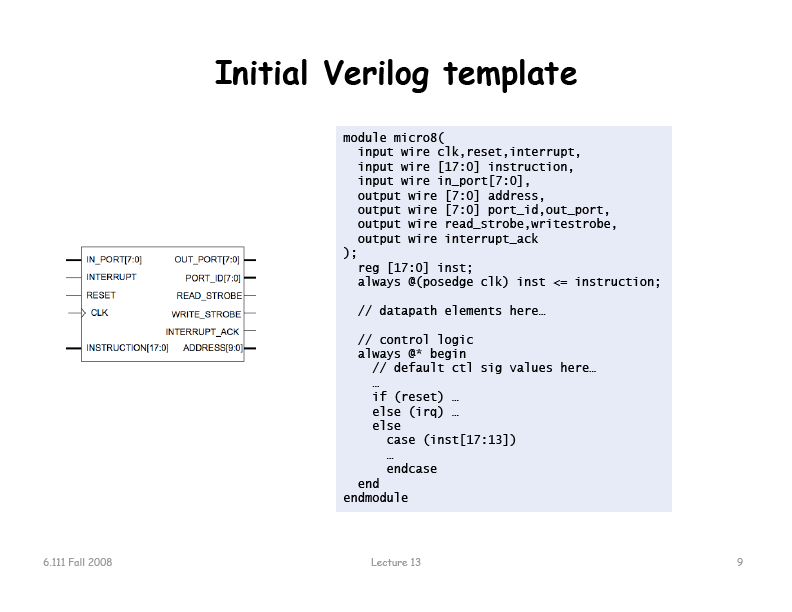 Initial Verilog template
IN_PORT[7:0] OUT_PORT[7:0]
INTERRUPT PORT_ID[7:0]
RESET READ_STROBE
CLK WRITE_STROBE
INTERRUPT_ACK
INSTRUCTION[17:0] ADDRESS[9:0]
module micro8(
input wire clk,reset,interrupt,
input wire [17:0] instruction,
input wire in_port[7:0],
output wire [7:0] address,
output wire [7:0] port_id,out_port,
output wire read_strobe,writestrobe,
output wire interrupt_ack
);
reg [17:0] inst;
always @(posedge clk) inst <= instruction;
// datapath elements here…
// control logic
always @* begin
// default ctl sig values here…
…
if (reset) …
else (irq) …
else
case (inst[17:13])
…
endcase
end
endmodule
6.111 Fall 2008 Lecture 13 9